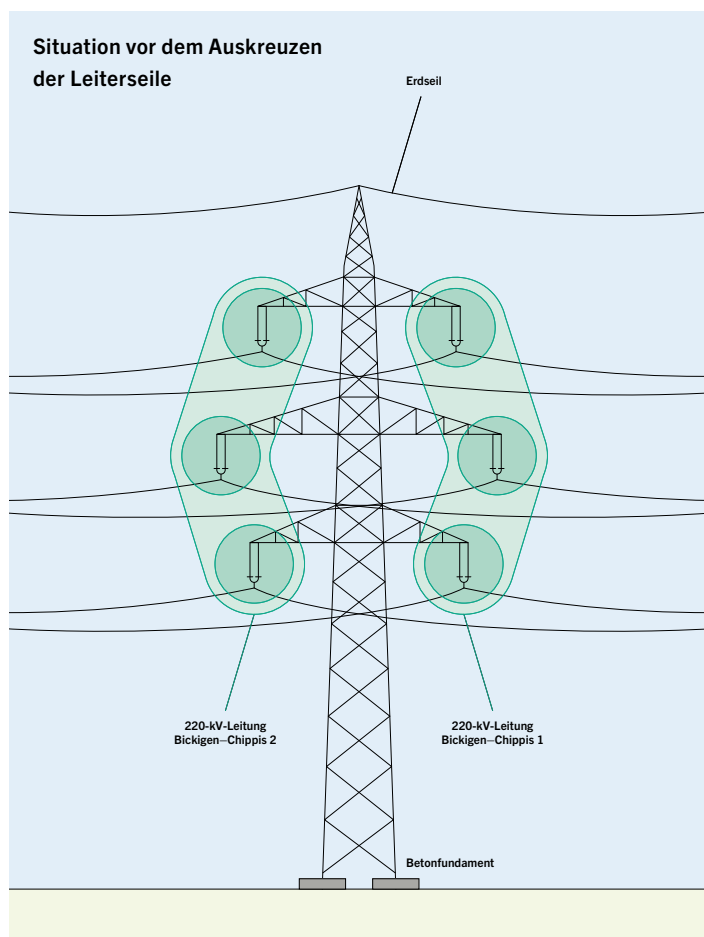 Situation vor dem Auskreuzen
der Leiterseile
Erdseil
220-kV-Leitung
Bickigen–Chippis 2
220-kV-Leitung
Bickigen–Chippis 1
Betonfundament